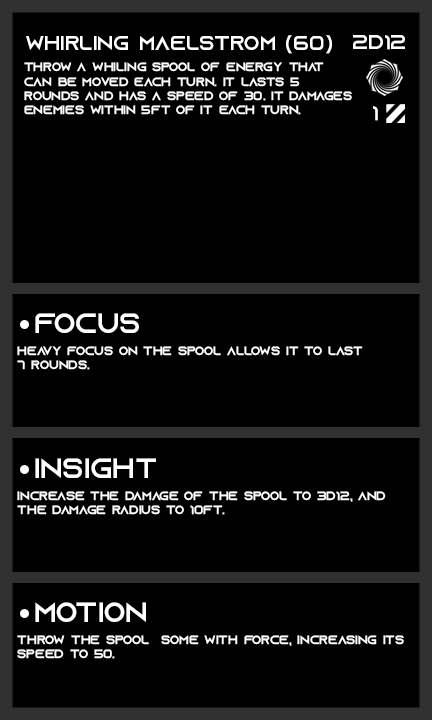 WHIRLING MAELSTROM (60) 2D12
THROW A WHILING SPOOL OF ENERGY THAT
CAN BE MOVED EACH TURN. IT LASTS 5
ROUNDS AND HAS A SPEED OF 30. IT DAMAGES
ENEMIES WITHIN 5FT OF IT EACH TURN.
1
•FOCUS
HEAVY FOCUS ON THE SPOOL ALLOWS IT TO LAST
7 ROUNDS.
•INSIGHT
INCREASE THE DAMAGE OF THE SPOOL TO 3D12, AND
THE DAMAGE RADIUS TO 10FT.
•MOTION
THROW THE SPOOL SOME WITH FORCE, INCREASING ITS
SPEED TO 50.